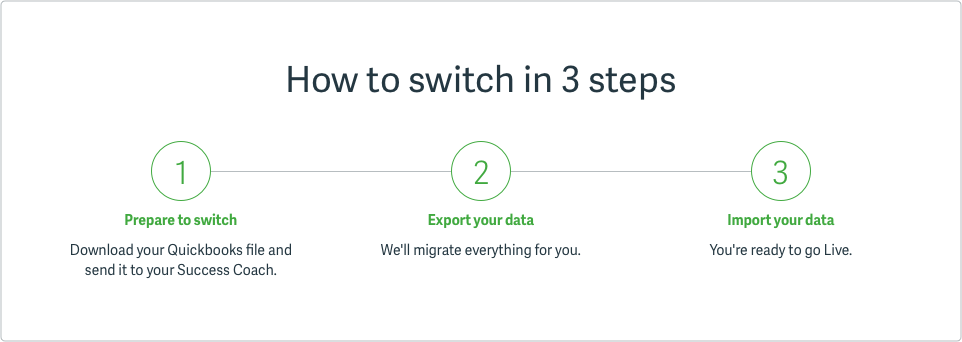 How to switch in 3 steps
1
2
3
Prepare to switch
Export your data
Import your data
Download your Quickbooks file and
send it to your Success Coach.
We'll migrate everything for you.
You're ready to go Live.